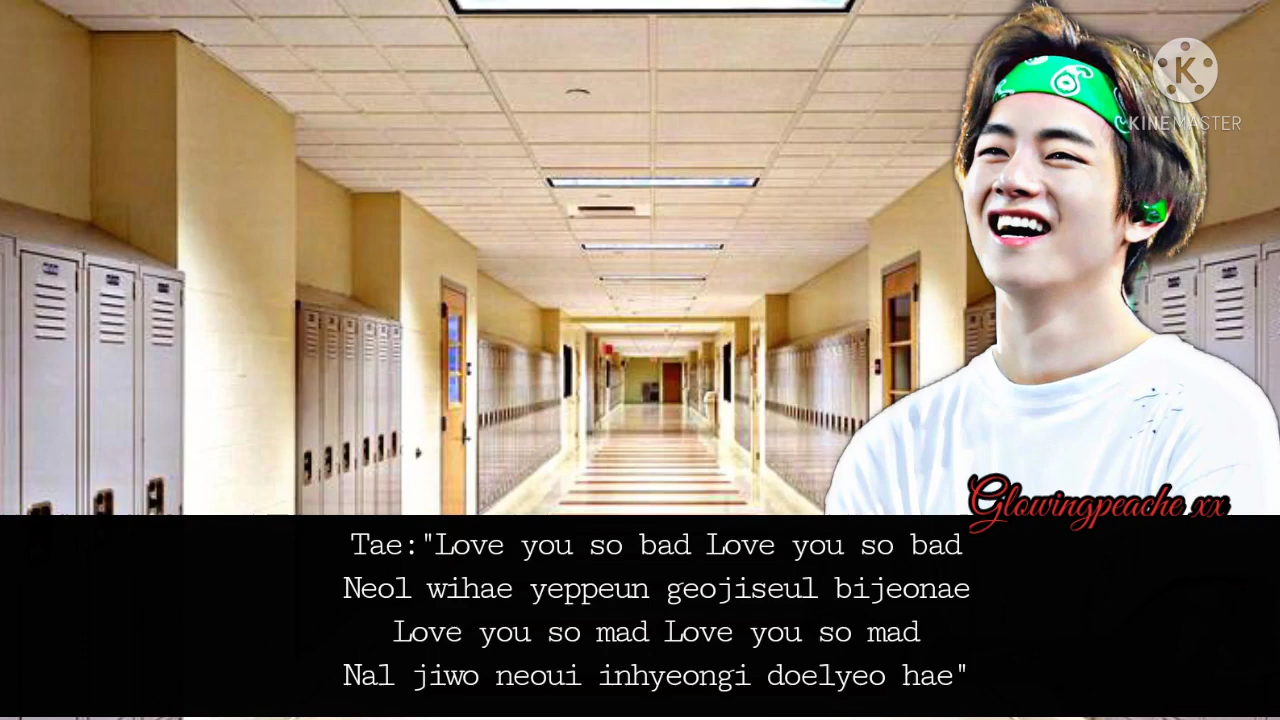 K
KINEMASTER
Glowingpeache xx
Tae:"Love you so bad Love you so bad
Neol wihae yeppeun geojiseul bijeonae
Love you so mad Love you so mad
Nal jiwo neoui inhyeongi doelyeo hae"